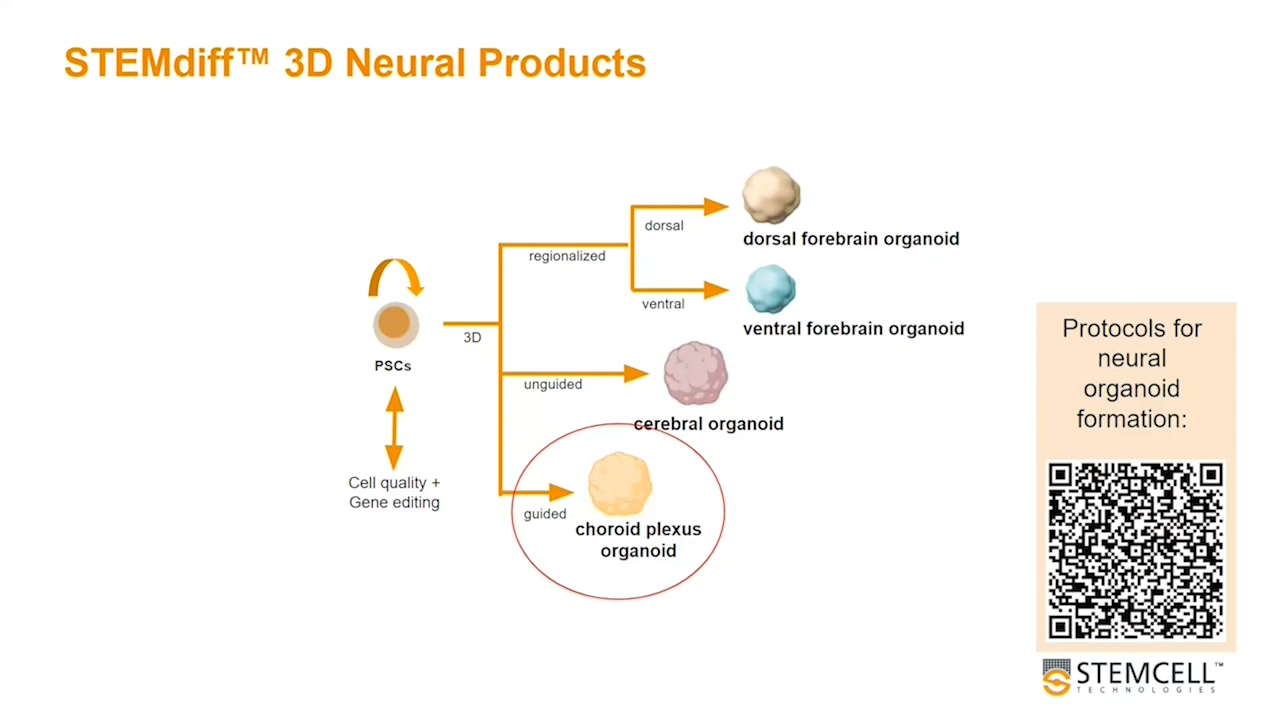 STEMdiff™ 3D Neural Products
dorsal
dorsal forebrain organoid
regionalized
ventral
ventral forebrain organoid
3D
PSCs
unguided
cerebral organoid
Cell quality +
Gene editing
guided
choroid plexus
organoid
Protocols for
neural
organoid
formation:
STEMCELL™
TECHNOLOGIES